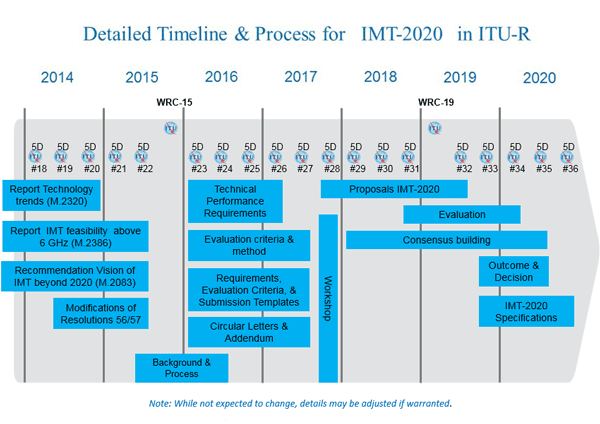 Detailed Timeline & Process for IMT-2020 in ITU-R
2014 2015 2016 2017 2018 2019 2020
WRC-15 WRC-19
5D 5D 5D 5D 5D 5D 5D 5D 5D 5D 5D 5D 5D 5D 5D 5D 5D 5D 5D
#18 #19 #20 #21 #22 #23 #24 #25 #26 #27 #28 #29 #30 #31 #32 #33 #34 #35 #36
Report Technology
trends (M.2320)
Report IMT feasibility above
6 GHz (M.2386)
Recommendation Vision of
IMT beyond 2020 (M.2083)
Modifications of
Resolutions 56/57
Background &
Process
Technical
Performance
Requirements
Evaluation criteria &
method
Requirements,
Evaluation Criteria, &
Submission Templates
Circular Letters &
Addendum
Workshop
Proposals IMT-2020
Evaluation
Consensus building
Outcome &
Decision
IMT-2020
Specifications
Note: While not expected to change, details may be adjusted if warranted.